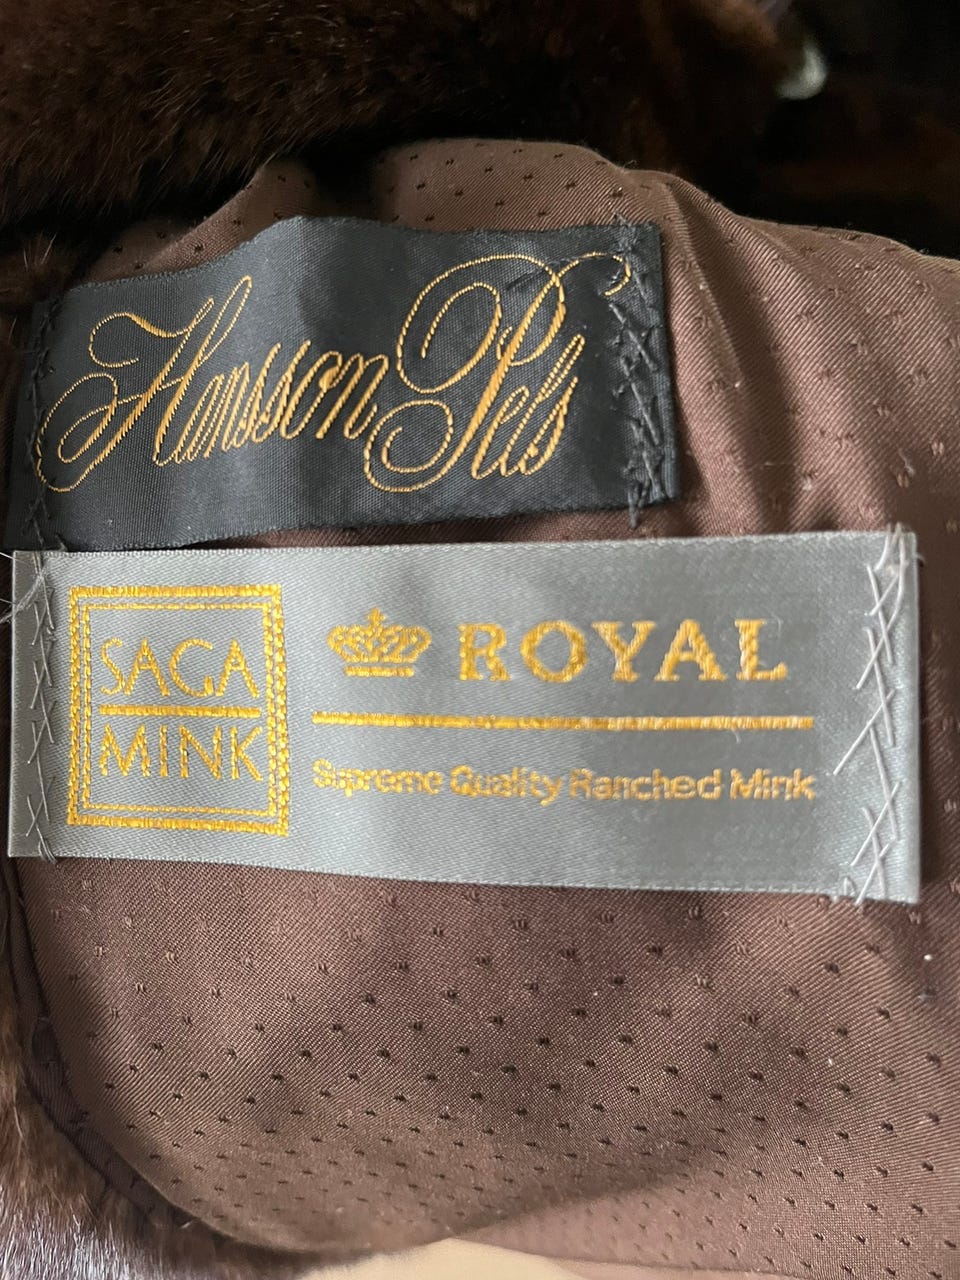 Hansson Pels
SAGA
MINK
ROYAL
Supreme Quality Ranched Mink